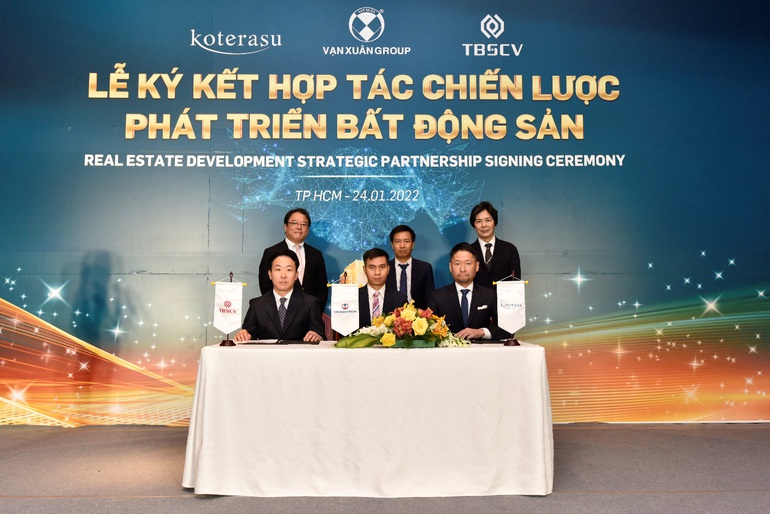 koterasu
VẠN XUÂN GROUP
TBSCV
LỄ KÝ KẾT HỢP TÁC CHIẾN LƯỢC
PHÁT TRIỂN BẤT ĐỘNG SẢN
REAL ESTATE DEVELOPMENT STRATEGIC PARTNERSHIP SIGNING CEREMONY
TP.HCM - 24.01.2022
TBSCV
koterasu